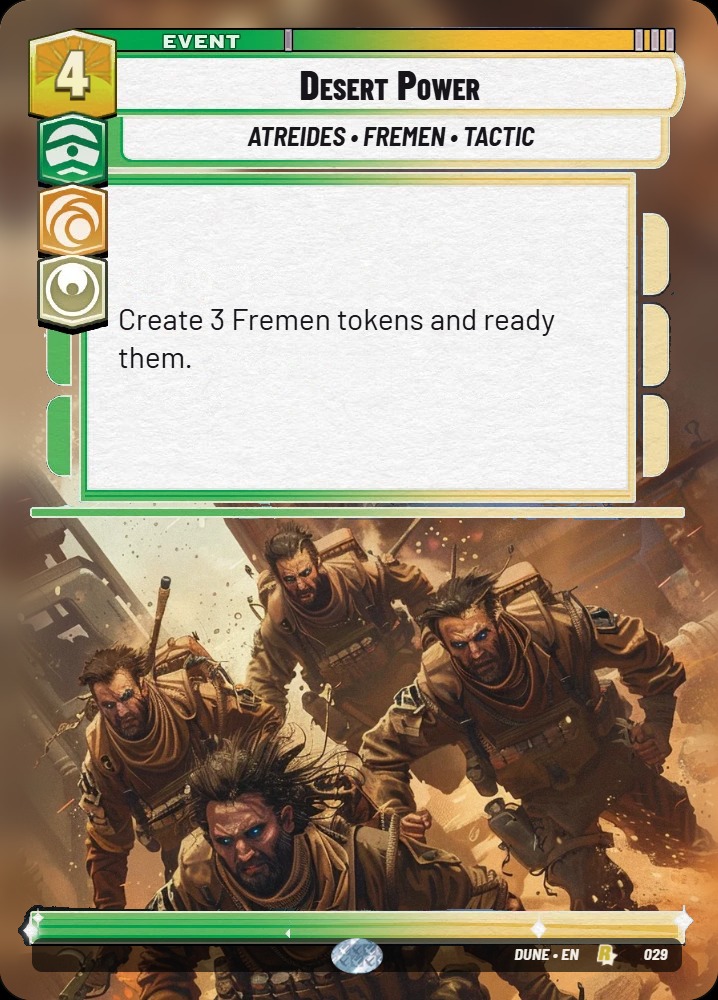 EVENT
4
Desert Power
ATREIDES • FREMEN • TACTIC
Create 3 Fremen tokens and ready
them.
DUNE • EN R 029